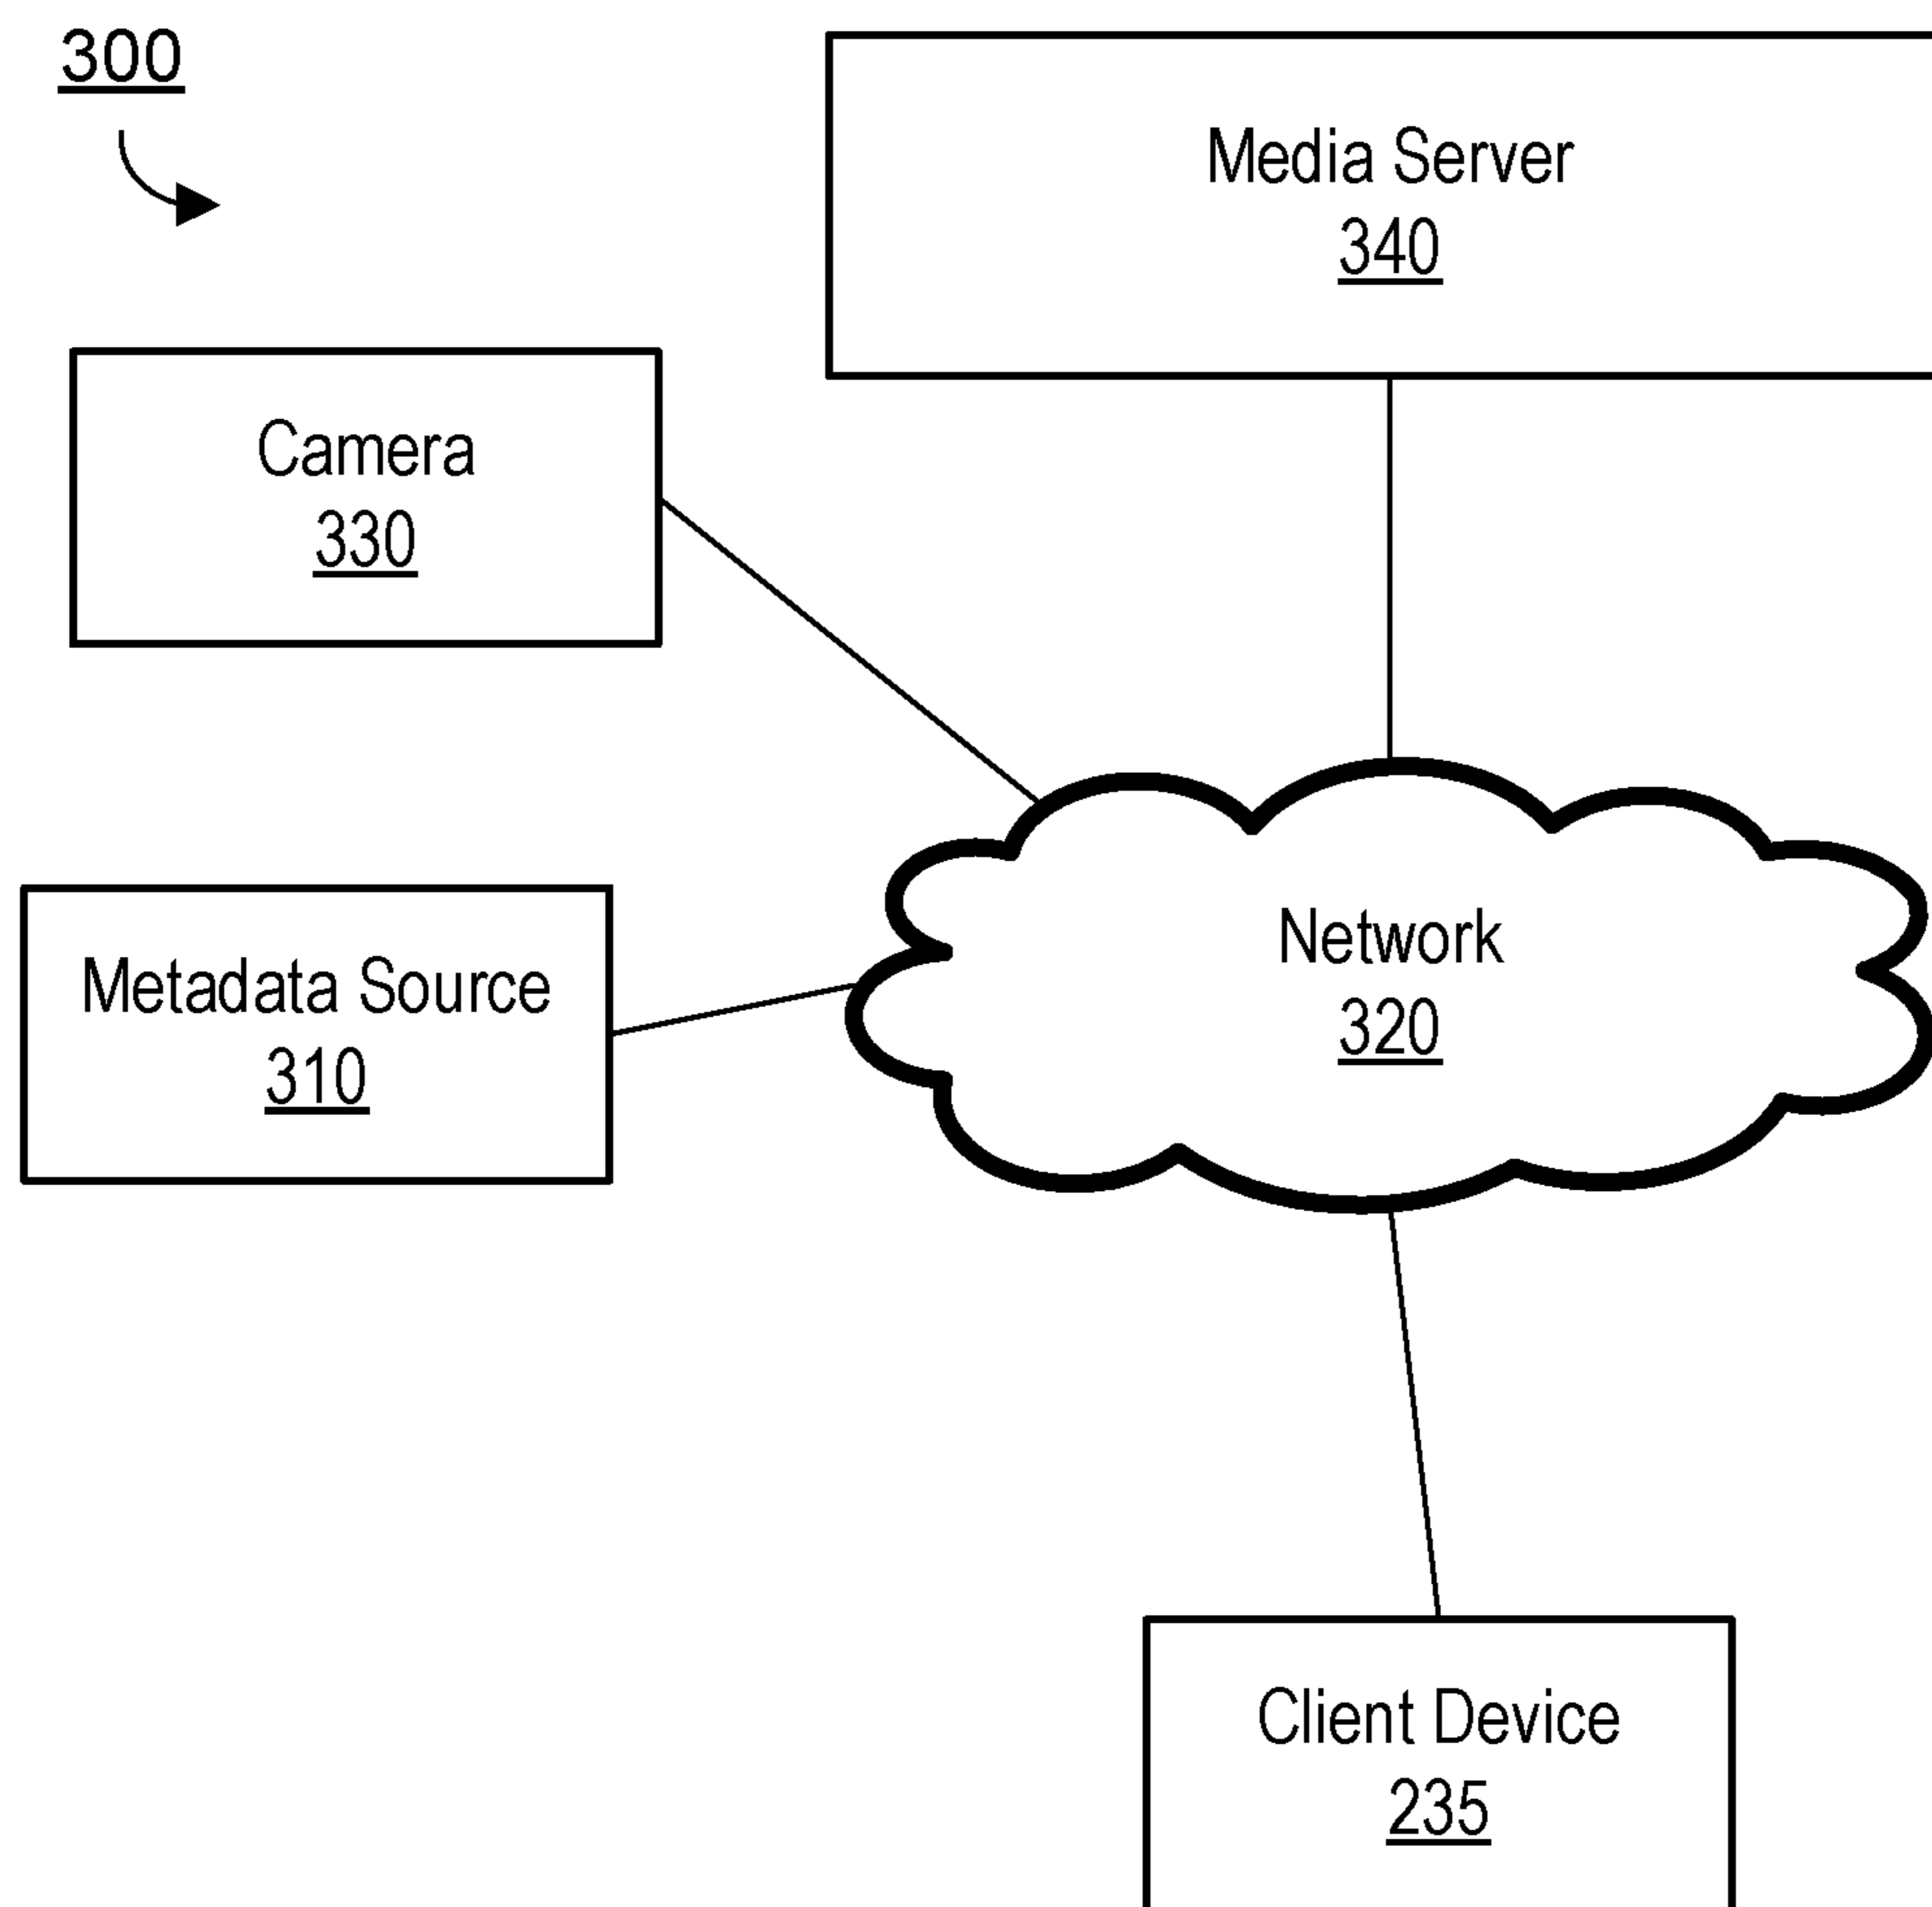 300
Media Server
340
Camera
330
Network
320
Metadata Source
310
Client Device
235